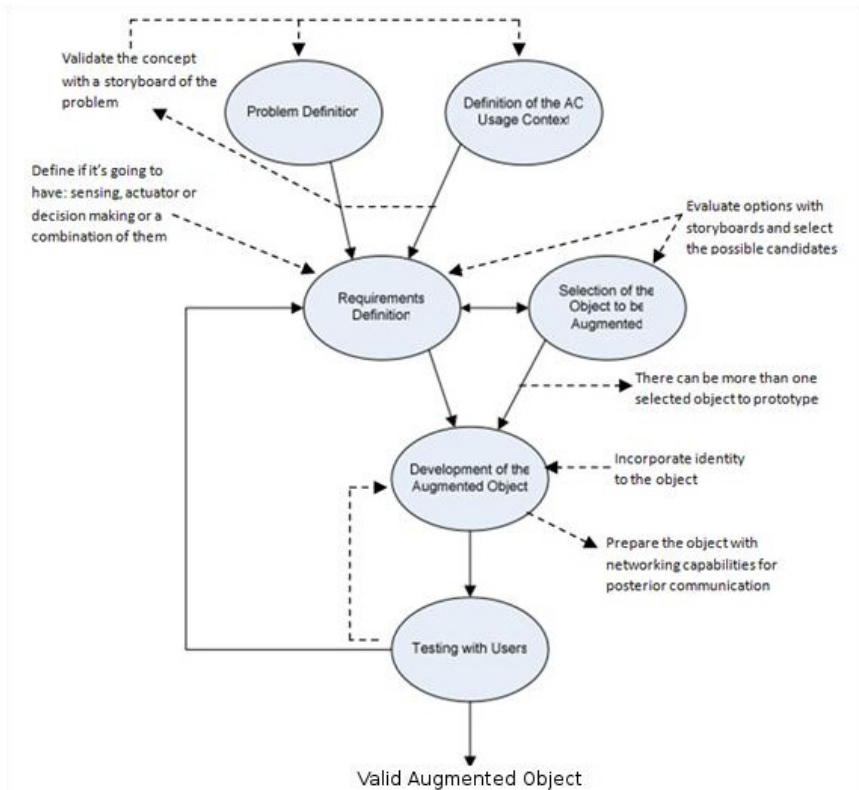 Validate the concept
with a storyboard of the
problem
Problem Definition
Definition of the AC
Usage Context
Define if it's going to
have: sensing, actuator or
decision making or a
combination of them
Evaluate options with
storyboards and select
the possible candidates
Requirements
Definition
Selection of the
Object to be
Augmented
There can be more than one
selected object to prototype
Development of the
Augmented Object
Incorporate identity
to the object
Prepare the object with
networking capabilities for
posterior communication
Testing with Users
Valid Augmented Object